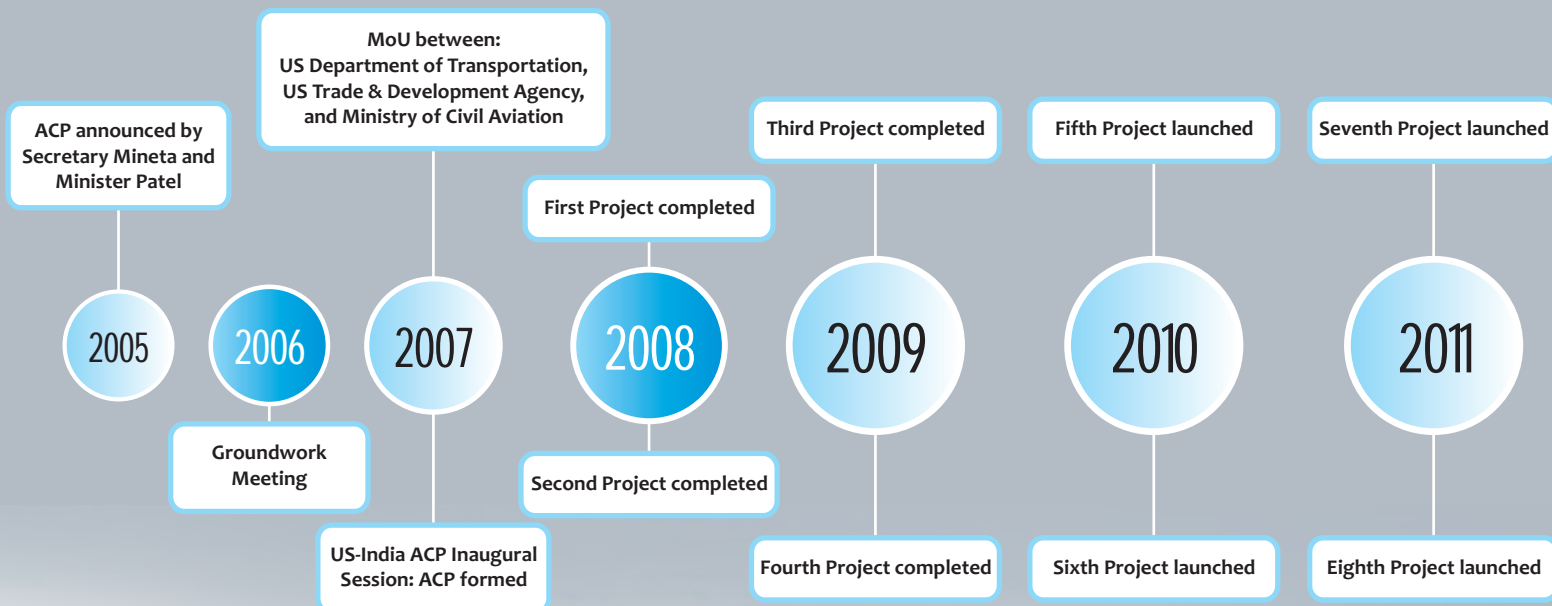 ACP announced by
Secretary Mineta and
Minister Patel
2005
2006
Groundwork
Meeting
MoU between:
US Department of Transportation,
US Trade & Development Agency,
and Ministry of Civil Aviation
2007
US-India ACP Inaugural
Session: ACP formed
First Project completed
2008
Second Project completed
Third Project completed
2009
Fourth Project completed
Fifth Project launched
2010
Sixth Project launched
Seventh Project launched
2011
Eighth Project launched